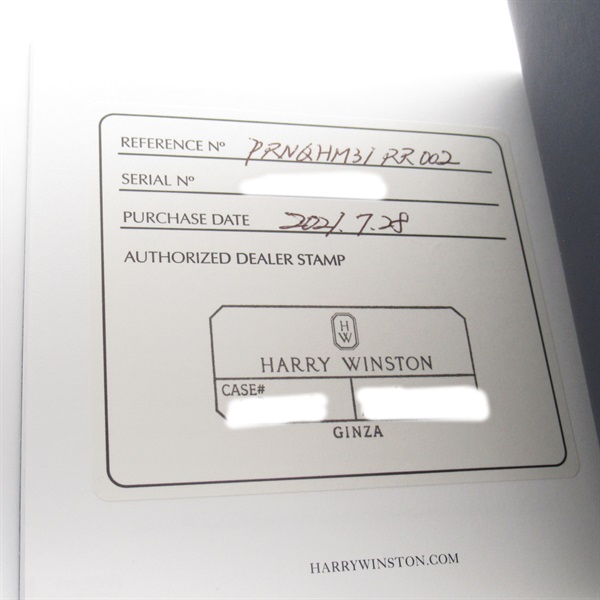 REFERENCE Nº PRNQHM31RR002
SERIAL Nº
PURCHASE DATE 2021.7.28
AUTHORIZED DEALER STAMP
HW
HARRY WINSTON
CASE#
GINZA
HARRYWINSTON.COM